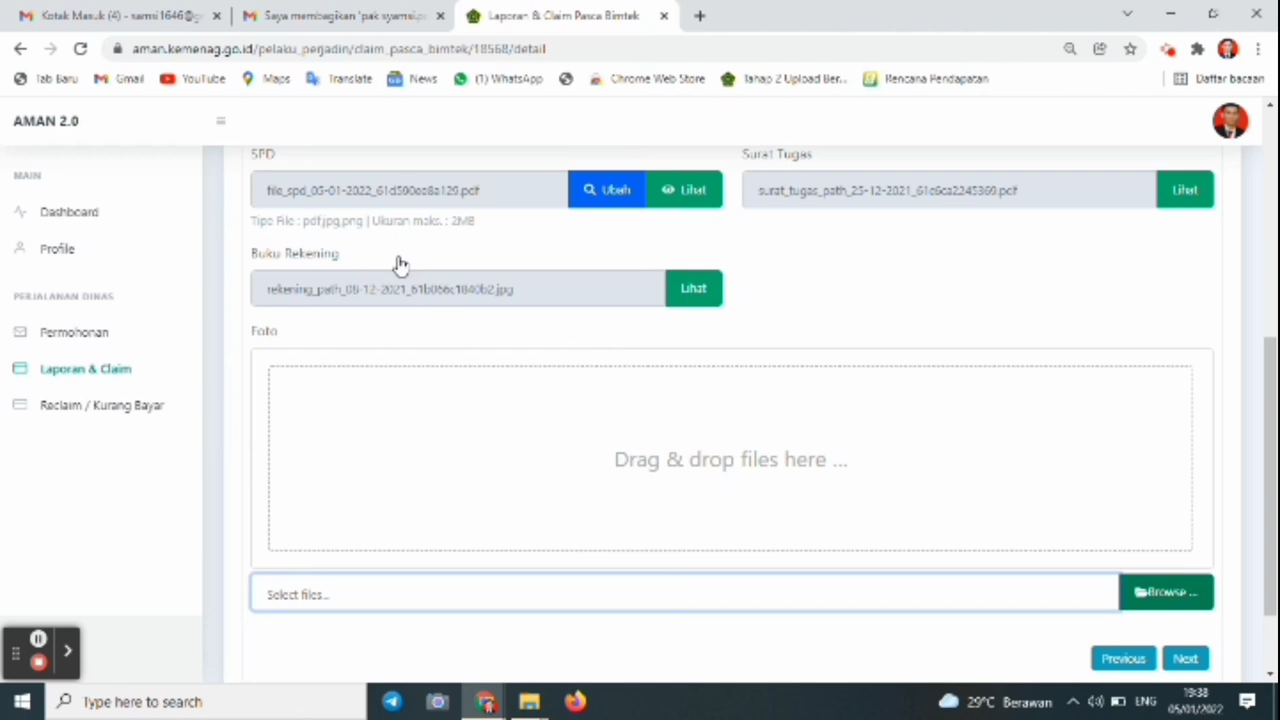 Kotak Masuk (4) - samsi1646@g
Saya membagikan 'pak syamsi.p
Laporan & Claim Pasca Bimtek
aman.kemenag.go.id/pelaku_perjadin/claim_pasca_bimtek/18568/detail
Tab Baru
Gmail
YouTube
Maps
Translate
News
(1) WhatsApp
Chrome Web Store
Tahap 2 Upload Ber...
Rencana Pendapatan
Daftar bacaan
AMAN 2.0
MAIN
Dashboard
Profile
PERJALANAN DINAS
Permohonan
Laporan & Claim
Reclaim / Kurang Bayar
SPD
Surat Tugas
Ubah
Lihat
surat_tugas_path_25-12-2021_61c6ca2245369.pdf
Lihat
Tipe File : pdf,jpg,png | Ukuran maks. : 2MB
Buku Rekening
Lihat
Foto
Drag & drop files here ...
Select files...
Browse ...
Previous
Next
Type here to search
29°C Berawan
ENG
19:38
05/01/2022